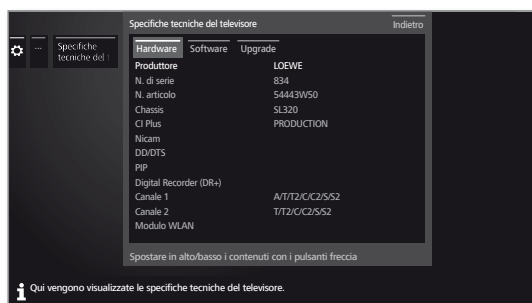 Specifiche tecniche del televisore
Indietro
...
Specifiche
tecniche del t
Hardware Software Upgrade
Produttore LOEWE
N. di serie 834
N. articolo 54443W50
Chassis SL320
CI Plus PRODUCTION
Nicam
DD/DTS
PIP
Digital Recorder (DR+)
Canale 1 A/T/T2/C/C2/S/S2
Canale 2 T/T2/C/C2/S/S2
Modulo WLAN
Spostare in alto/basso i contenuti con i pulsanti freccia
Qui vengono visualizzate le specifiche tecniche del televisore.